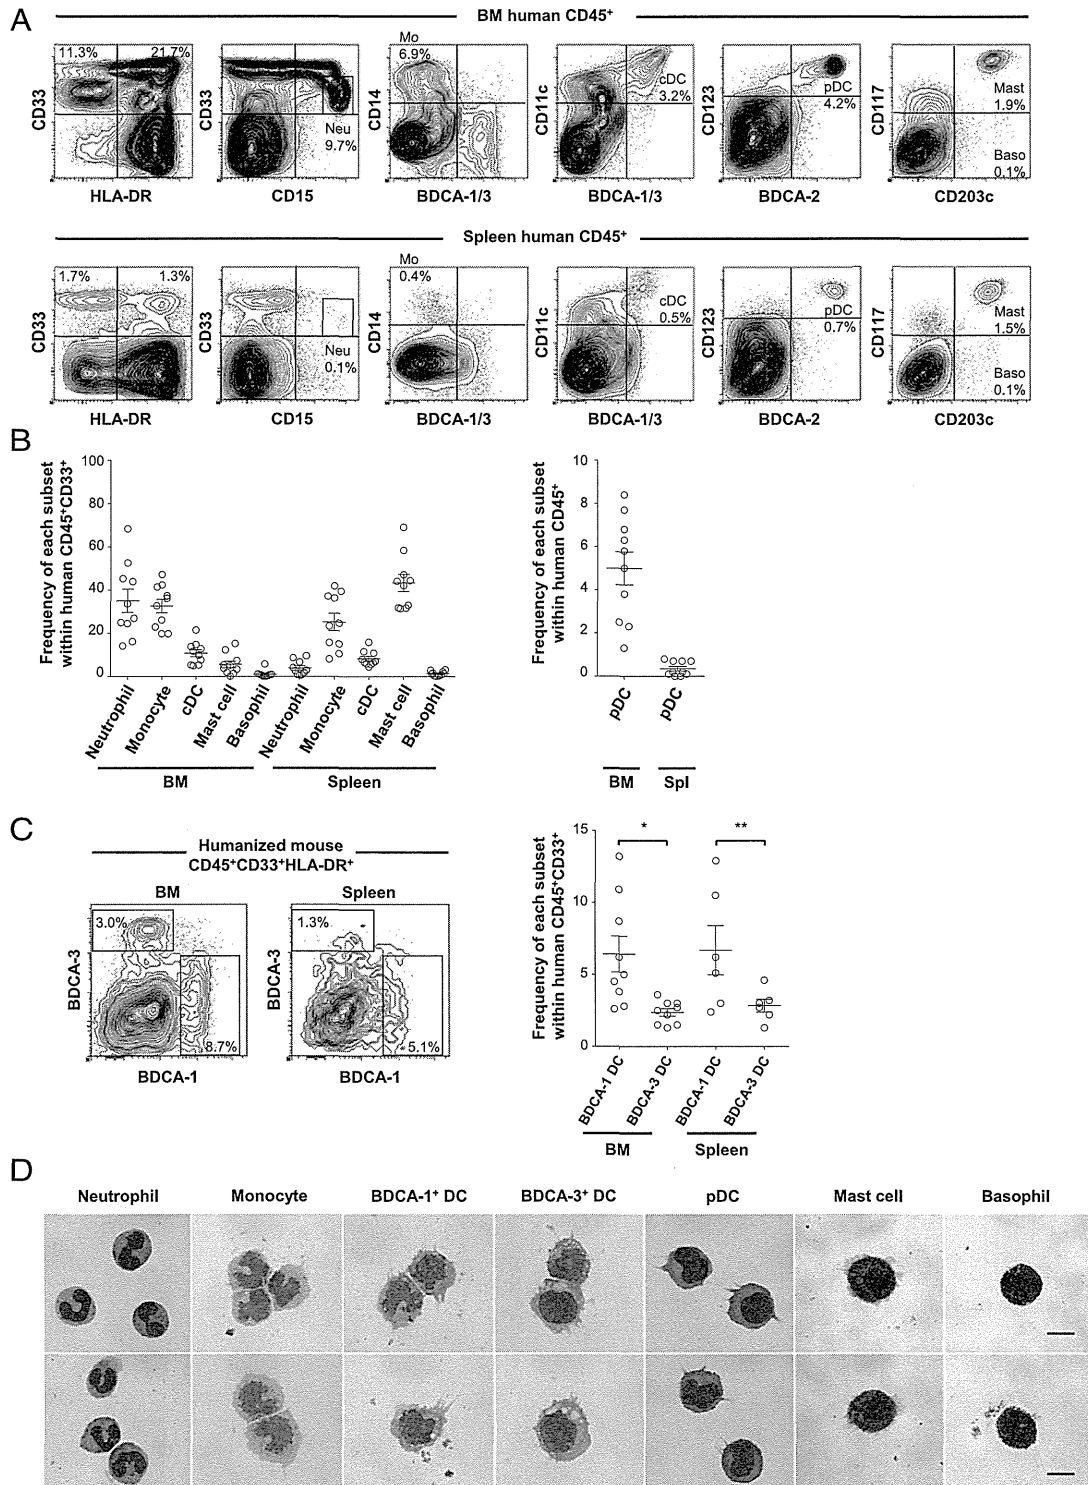 A
BM human CD45+
11.3% 21.7%
CD33
HLA-DR
CD33
Neu
9.7%
CD15
Mo
6.9%
CD14
BDCA-1/3
CD11c
cDC
3.2%
BDCA-1/3
CD123
pDC
4.2%
BDCA-2
CD117
Mast
1.9%
Baso
0.1%
CD203c
Spleen human CD45+
1.7% 1.3%
CD33
HLA-DR
CD33
Neu
0.1%
CD15
Mo
0.4%
CD14
BDCA-1/3
CD11c
cDC
0.5%
BDCA-1/3
CD123
pDC
0.7%
BDCA-2
CD117
Mast
1.5%
Baso
0.1%
CD203c
B
Frequency of each subset
within human CD45+CD33+
100
80
60
40
20
0
Neutrophil
Monocyte
cDC
Mast cell
Basophil
Neutrophil
Monocyte
cDC
Mast cell
Basophil
BM
Spleen
Frequency of each subset
within human CD45+
10
8
6
4
2
0
pDC
pDC
BM
Spl
C
Humanized mouse
CD45+CD33+HLA-DR+
BM
3.0%
8.7%
BDCA-3
BDCA-1
Spleen
1.3%
5.1%
BDCA-3
BDCA-1
Frequency of each subset
within human CD45+CD33+
15
10
5
0
*
**
BDCA-1 DC
BDCA-3 DC
BDCA-1 DC
BDCA-3 DC
BM
Spleen
D
Neutrophil
Monocyte
BDCA-1+ DC
BDCA-3+ DC
pDC
Mast cell
Basophil